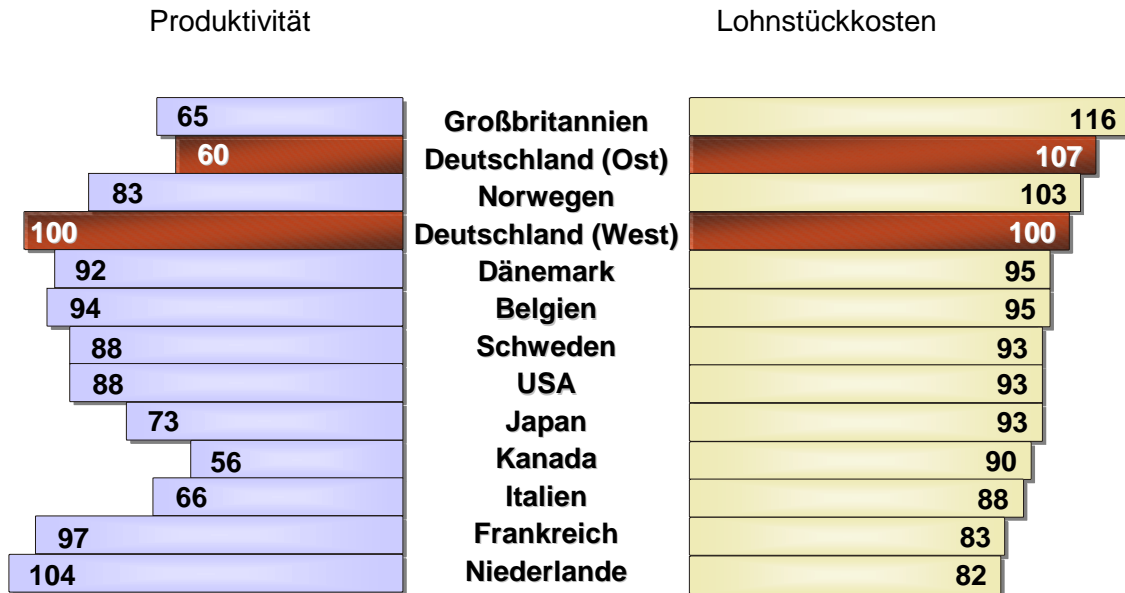 Produktivität Lohnstückkosten
65 Großbritannien 116
60 Deutschland (Ost) 107
83 Norwegen 103
100 Deutschland (West) 100
92 Dänemark 95
94 Belgien 95
88 Schweden 93
88 USA 93
73 Japan 93
56 Kanada 90
66 Italien 88
97 Frankreich 83
104 Niederlande 82